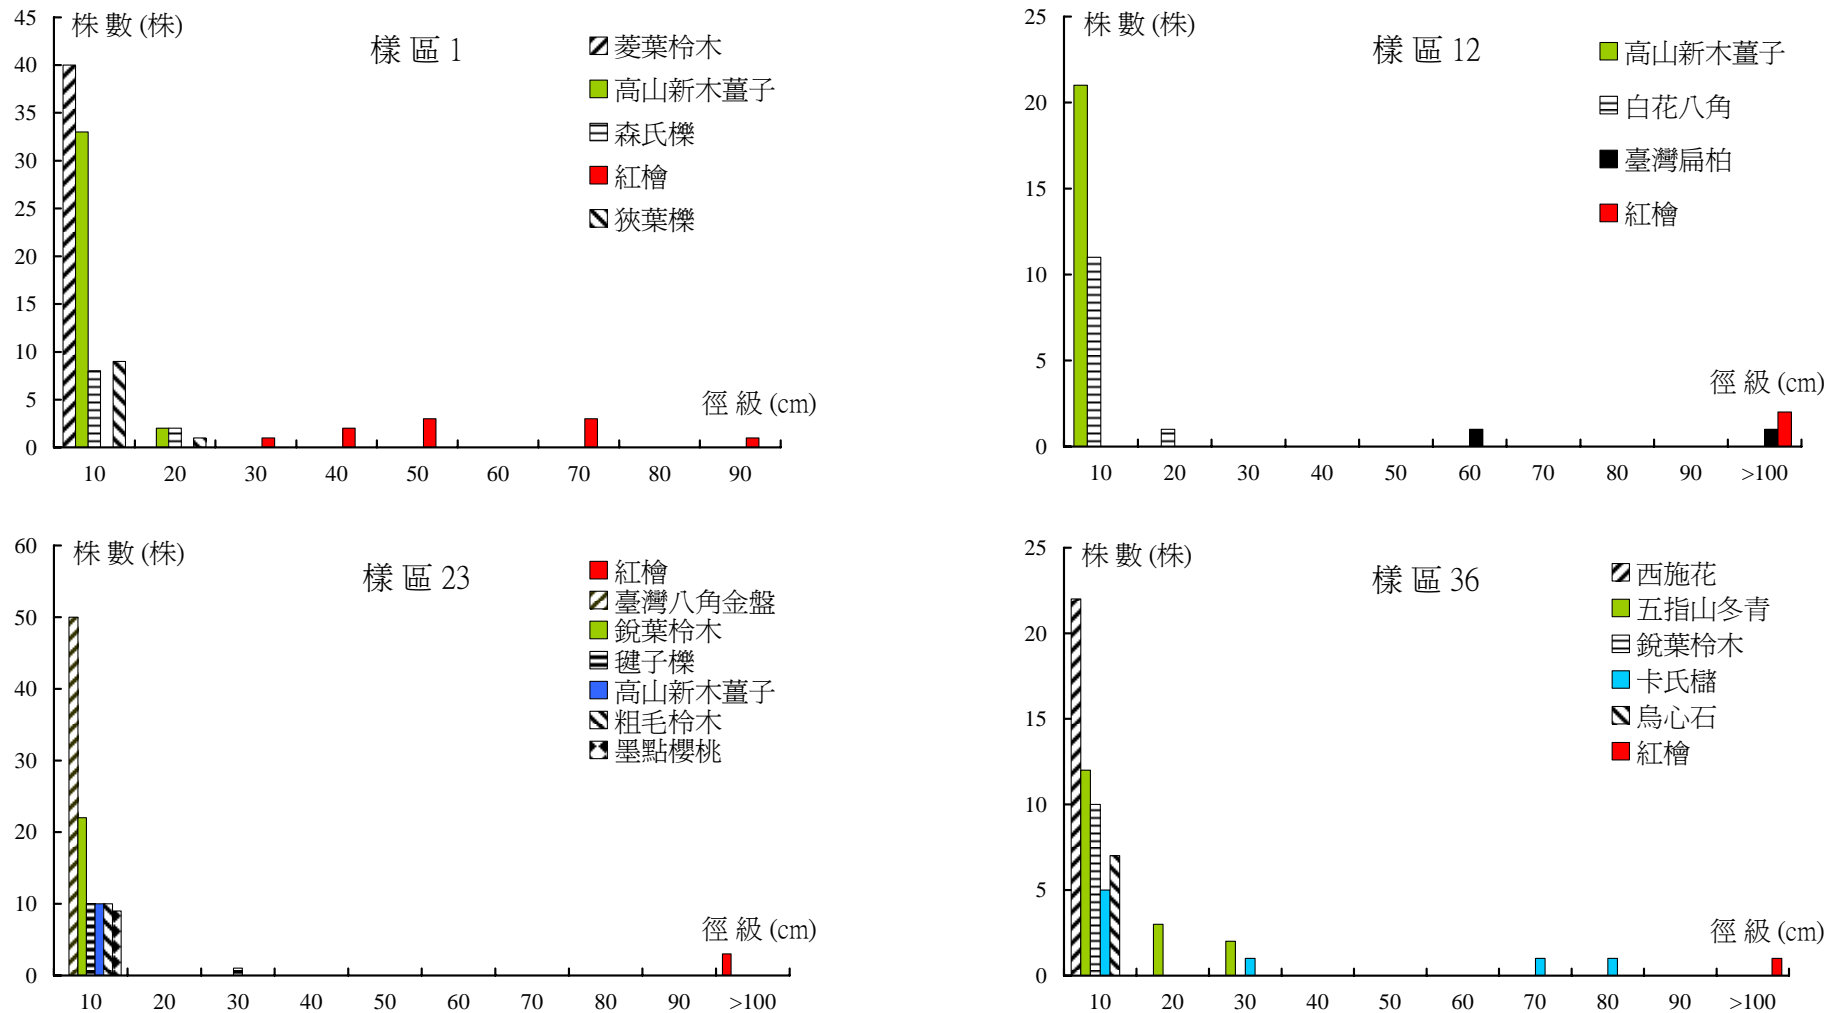 株 數 (株)
樣 區 1
菱葉柃木
高山新木薑子
森氏櫟
紅檜
狹葉櫟
45
40
35
30
25
20
15
10
5
0
徑 級 (cm)
10 20 30 40 50 60 70 80 90
株 數 (株)
樣 區 12
高山新木薑子
白花八角
臺灣扁柏
紅檜
25
20
15
10
5
0
徑 級 (cm)
10 20 30 40 50 60 70 80 90 >100
株 數 (株)
樣 區 23
紅檜
臺灣八角金盤
銳葉柃木
毽子櫟
高山新木薑子
粗毛柃木
墨點櫻桃
60
50
40
30
20
10
0
徑 級 (cm)
10 20 30 40 50 60 70 80 90 >100
株 數 (株)
樣 區 36
西施花
五指山冬青
銳葉柃木
卡氏櫧
烏心石
紅檜
25
20
15
10
5
0
徑 級 (cm)
10 20 30 40 50 60 70 80 90 >100